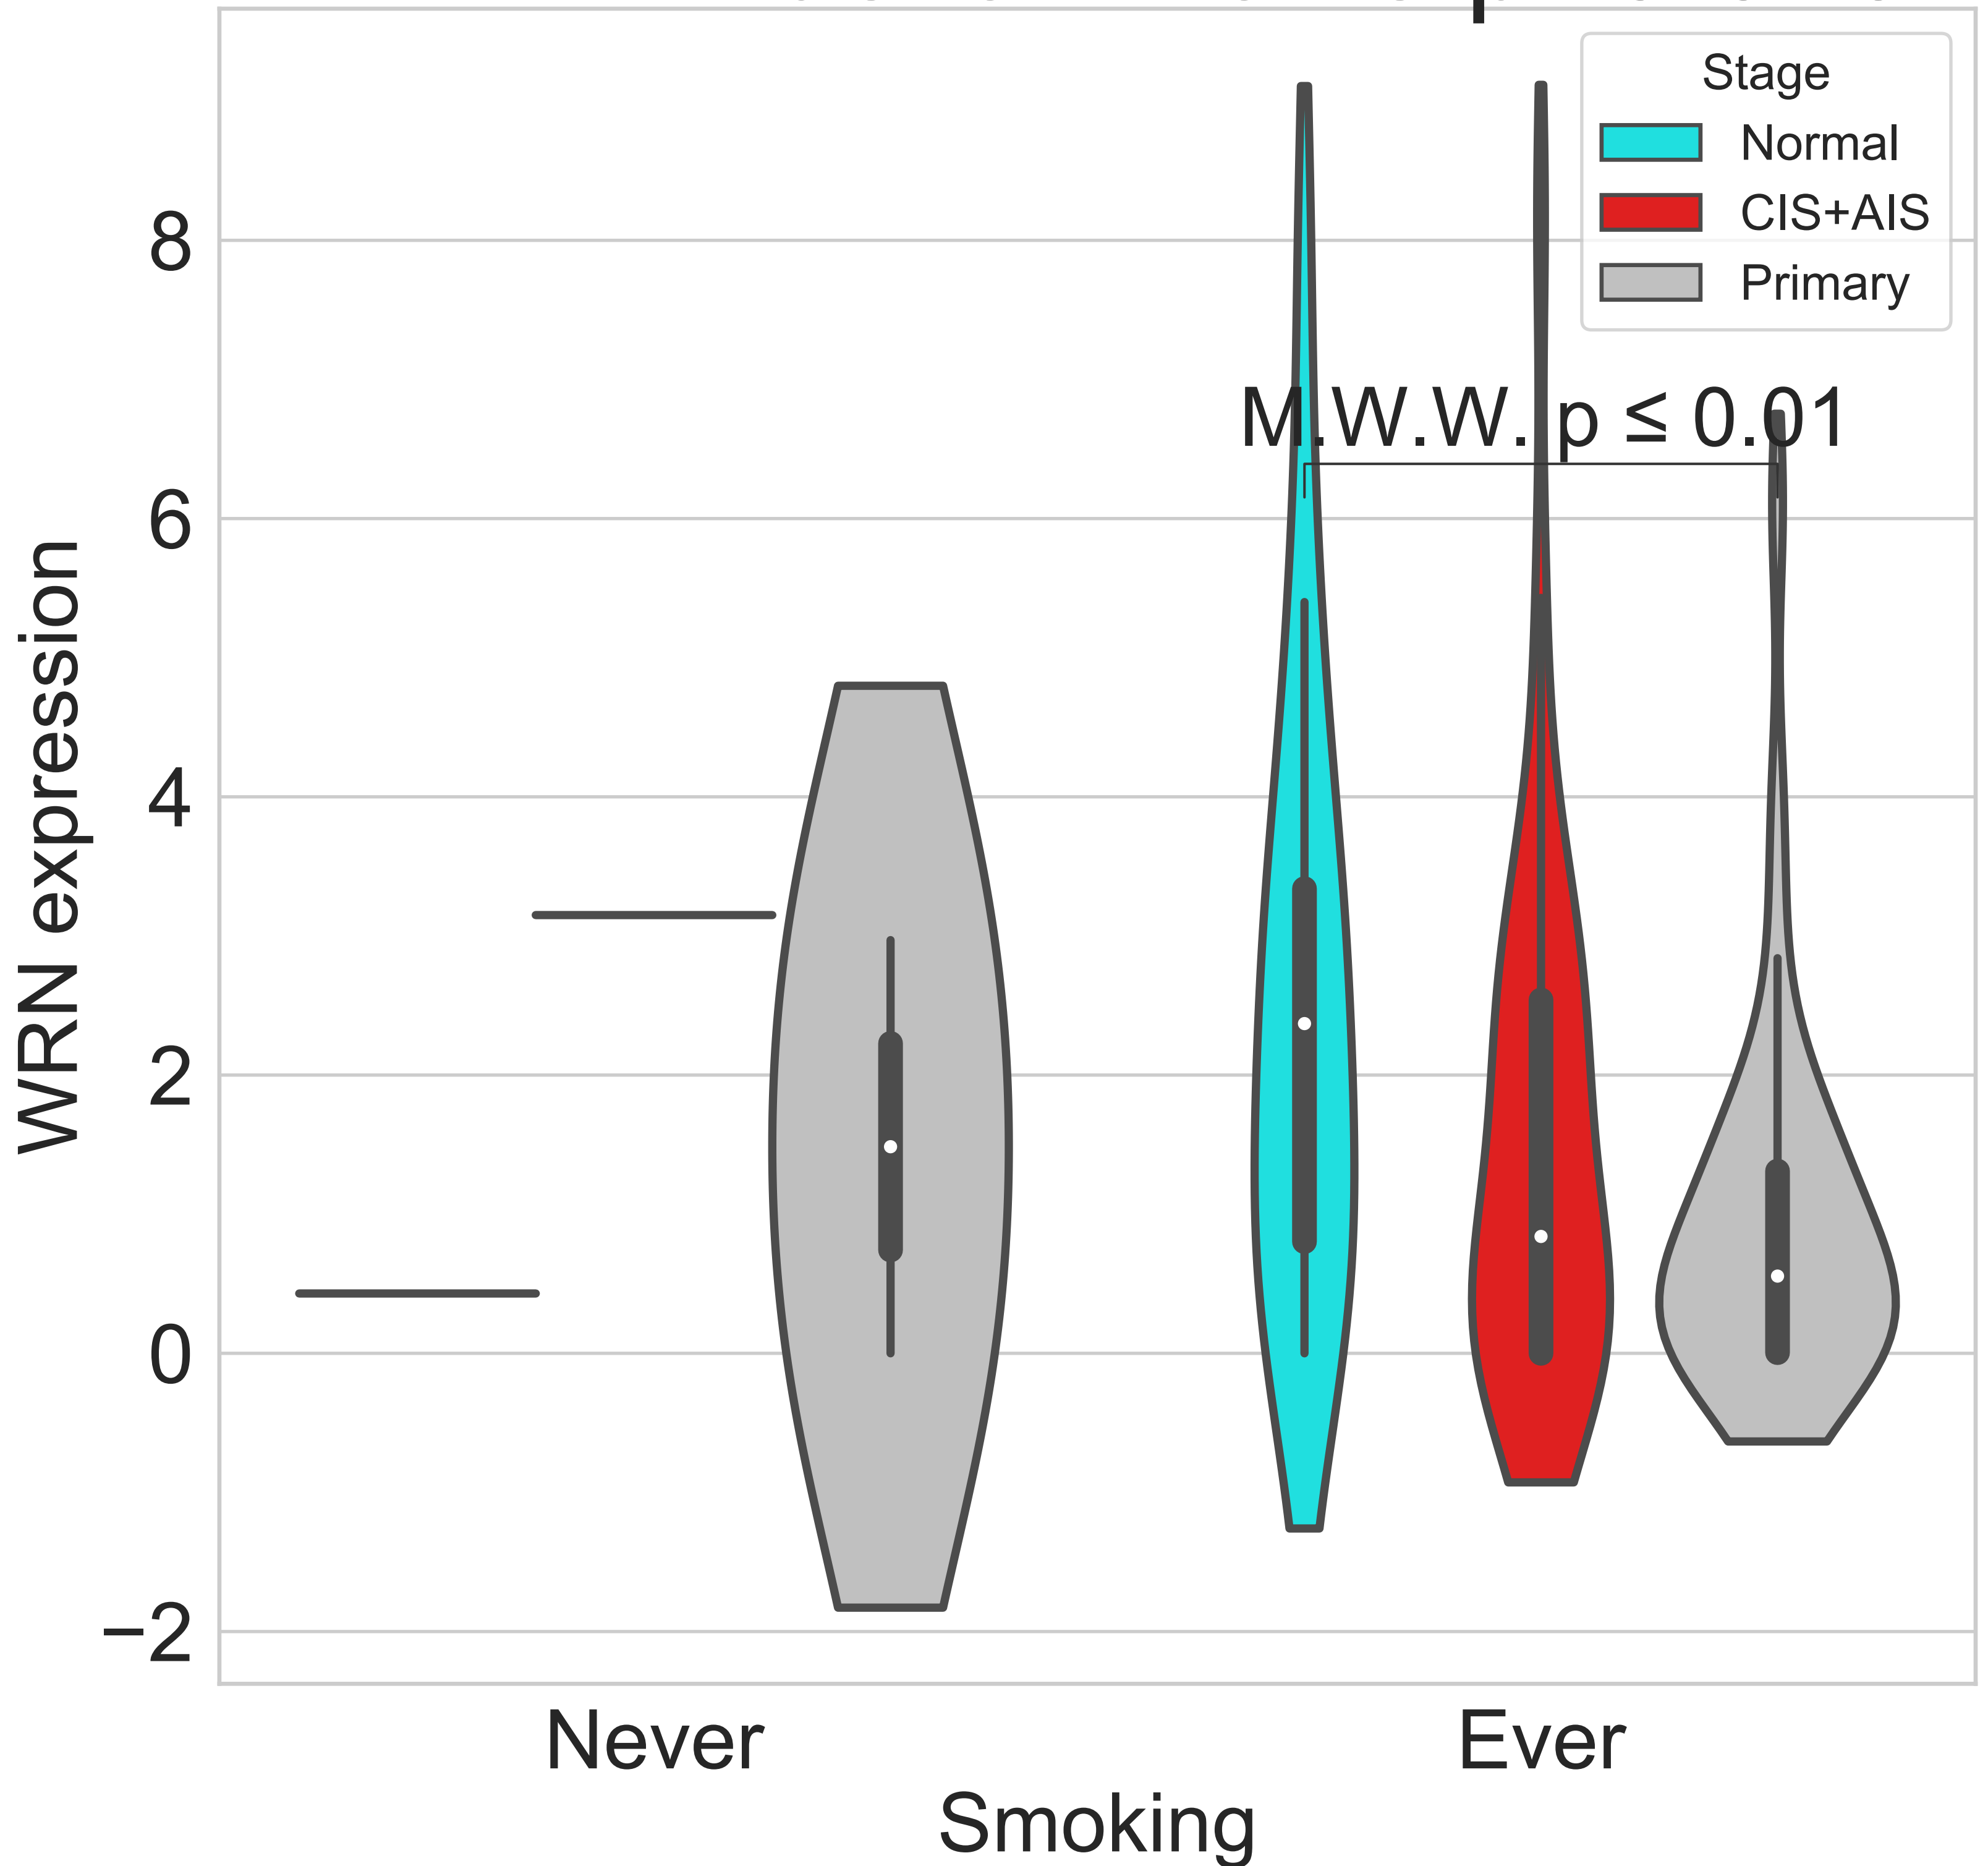 Stage
Normal
CIS+AIS
Primary
M.W.W. p ≤ 0.01
8
6
4
2
0
−2
WRN expression
Never
Ever
Smoking